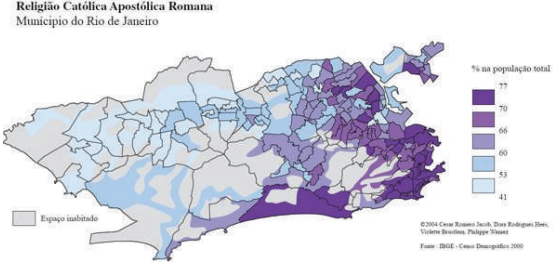 Religião Católica Apostólica Romana
Município do Rio de Janeiro
% na população total
77
70
66
60
53
41
Espaço inabitado
©2004 Cesar Romero Jacob, Dora Rodrigues Hees,
Violette Brustlein, Philippe Waniez
Fonte : IBGE - Censo Demográfico 2000